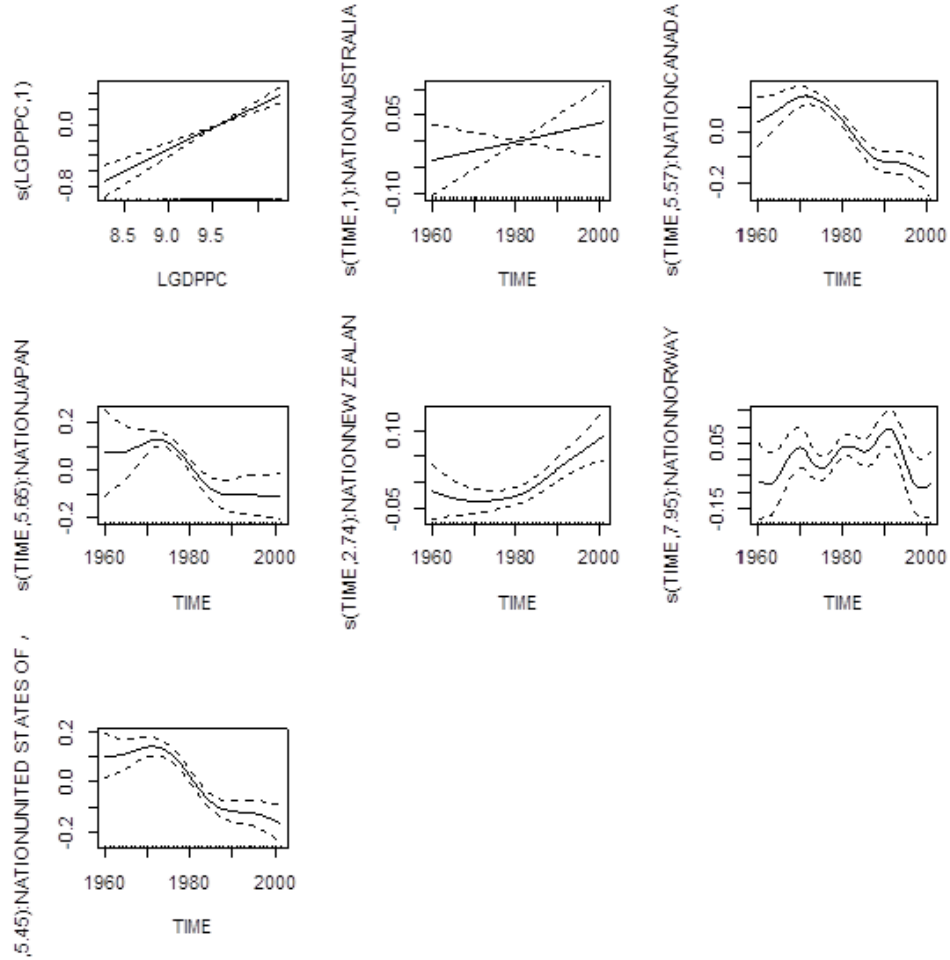 s(LGDPPC,1)
0.0
-0.8
8.5 9.0 9.5
LGDPPC
s(TIME,1):NATIONAUSTRALIA
0.05
-0.10
1960 1980 2000
TIME
s(TIME,5.57):NATIONCANADA
0.0
-0.2
1960 1980 2000
TIME
s(TIME,5.65):NATIONJAPAN
0.2
0.0
-0.2
1960 1980 2000
TIME
s(TIME,2.74):NATIONNEW ZEALAN
0.10
-0.05
1960 1980 2000
TIME
s(TIME,7.95):NATIONNORWAY
0.05
-0.15
1960 1980 2000
TIME
,5.45):NATIONUNITED STATES OF ,
0.2
0.0
-0.2
1960 1980 2000
TIME